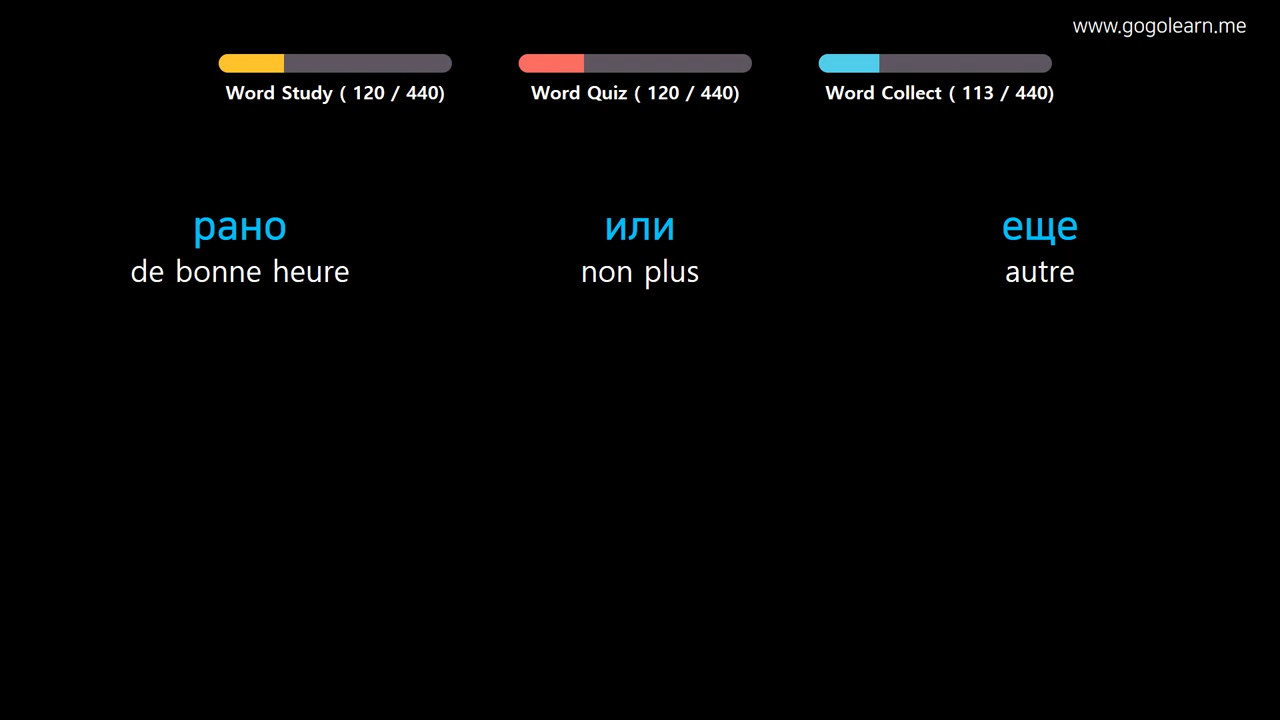 www.gogolearn.me
Word Study ( 120 / 440)
Word Quiz ( 120 / 440)
Word Collect ( 113 / 440)
рано
de bonne heure
или
non plus
еще
autre